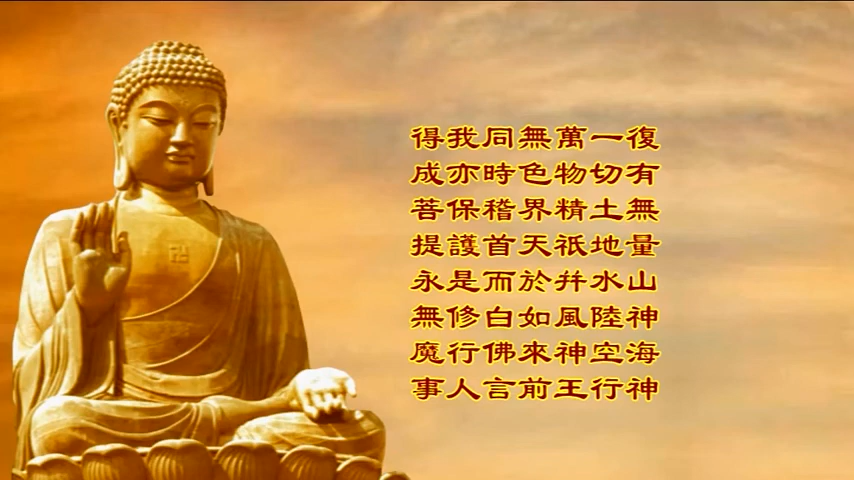 復有無量山神海神
一切土地水陸空行
萬物精祇并風神王
無色界天於如來前
同時稽首而白佛言
我亦保護是修行人
得成菩提永無魔事